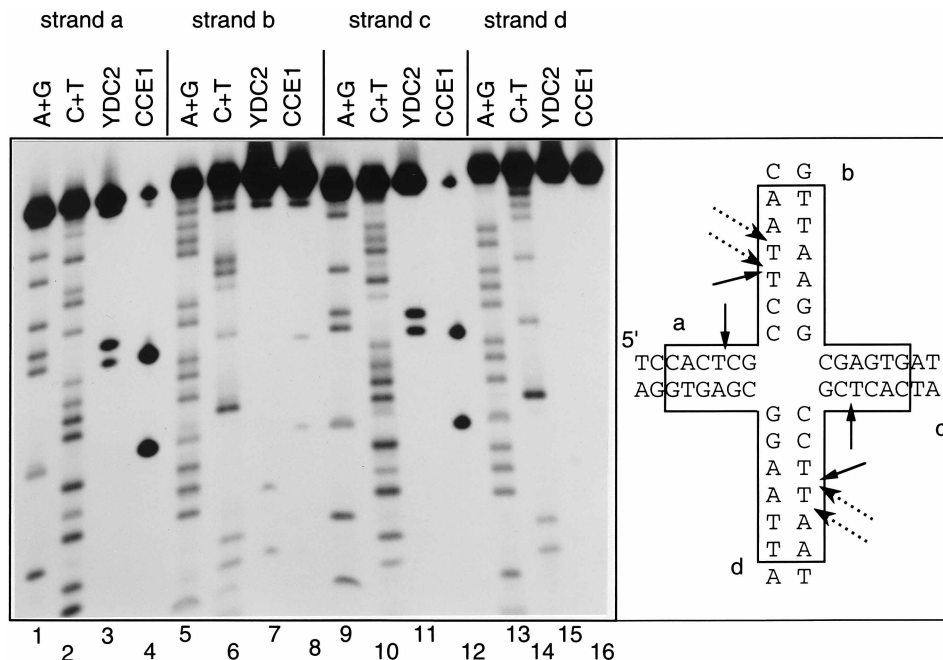 strand a strand b strand c strand d
A+G C+T YDC2 CCE1 A+G C+T YDC2 CCE1 A+G C+T YDC2 CCE1 A+G C+T YDC2 CCE1
C G b
A T
A T
T A
T A
C G
C G
5' a
TCCACTCG CGAGTGAT
AGGTGAGC GCTCACTA
c
G C
G C
A T
A T
T A
T A
d A T
1 3 5 7 9 11 13 15
2 4 6 8 10 12 14 16